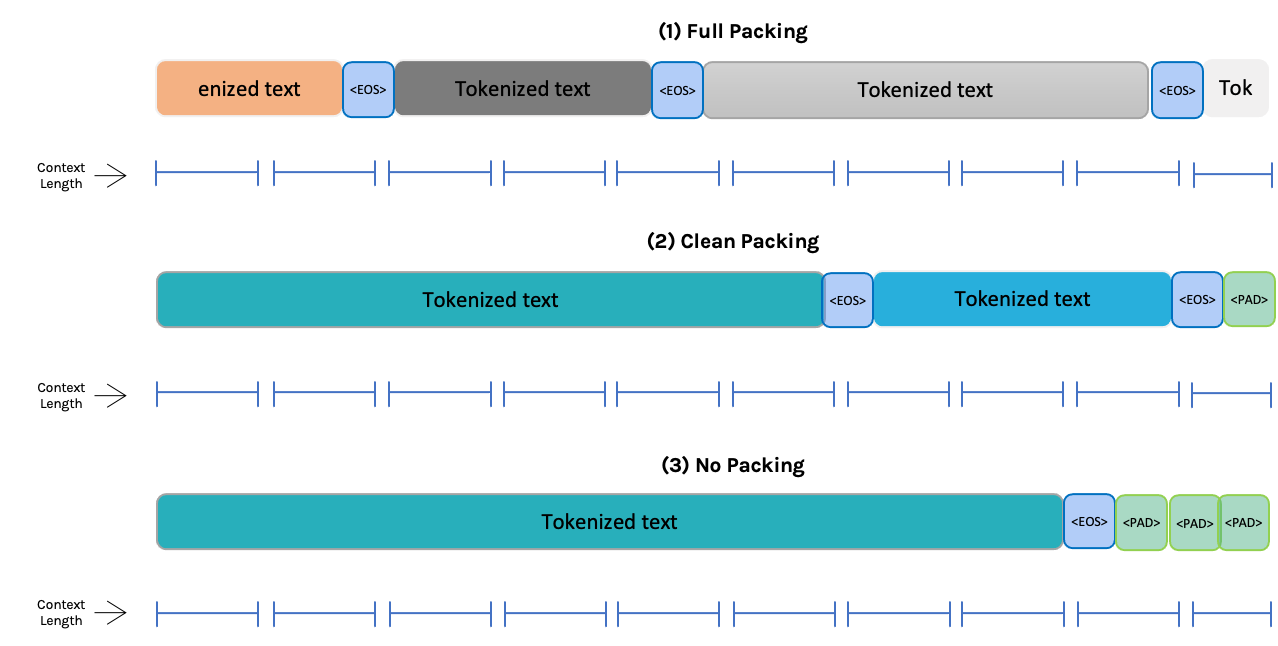 (1) Full Packing
enized text <EOS> Tokenized text <EOS> Tokenized text <EOS> Tok
Context
Length
(2) Clean Packing
Tokenized text <EOS> Tokenized text <EOS> <PAD>
Context
Length
(3) No Packing
Tokenized text <EOS> <PAD> <PAD> <PAD>
Context
Length